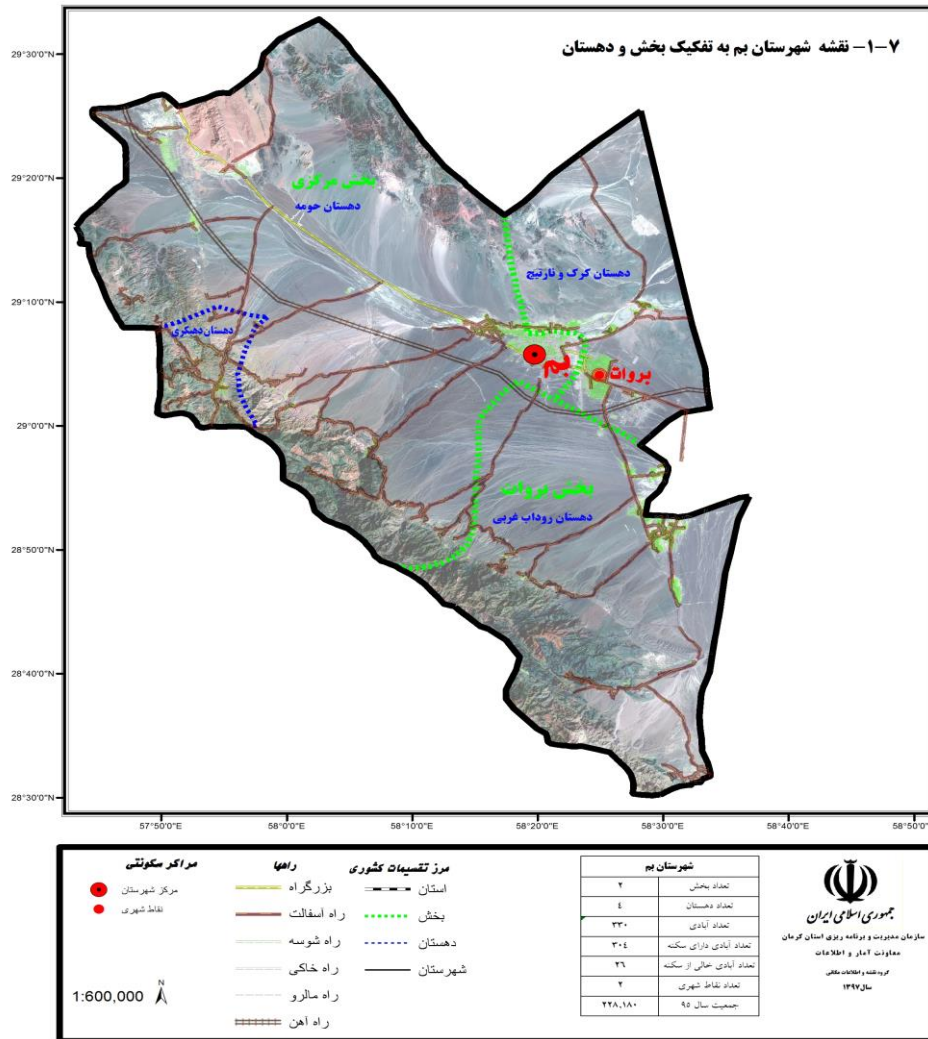 ۷-۱- نقشه شهرستان بم به تفکیک بخش و دهستان
29°30'0"N
29°20'0"N
29°10'0"N
29°0'0"N
28°50'0"N
28°40'0"N
28°30'0"N
بخش مرکزی
دهستان حومه
دهستان کرک و نارتیج
دهستان دهبکری
بم
بروات
بخش بروات
دهستان روداب غربی
57°50'0"E
58°0'0"E
58°10'0"E
58°20'0"E
58°30'0"E
58°40'0"E
58°50'0"E
مراکز سکونتی
مرکز شهرستان
نقاط شهری
1:600,000
N
راهها
بزرگراه
راه آسفالت
راه شوسه
راه خاکی
راه مالرو
راه آهن
مرز تقسیمات کشوری
استان
بخش
دهستان
شهرستان
شهرستان بم
تعداد بخش ۲
تعداد دهستان ٤
تعداد آبادی ۳۳۰
تعداد آبادی دارای سکنه ۳۰٤
تعداد آبادی خالی از سکنه ۲٦
تعداد نقاط شهری ۲
جمعیت سال ۹۵ ۲۲۸,۱۸۰
جمهوری اسلامی ایران
سازمان مدیریت و برنامه ریزی استان کرمان
معاونت آمار و اطلاعات
گروه نقشه و اطلاعات مکانی
سال ۱۳۹۷